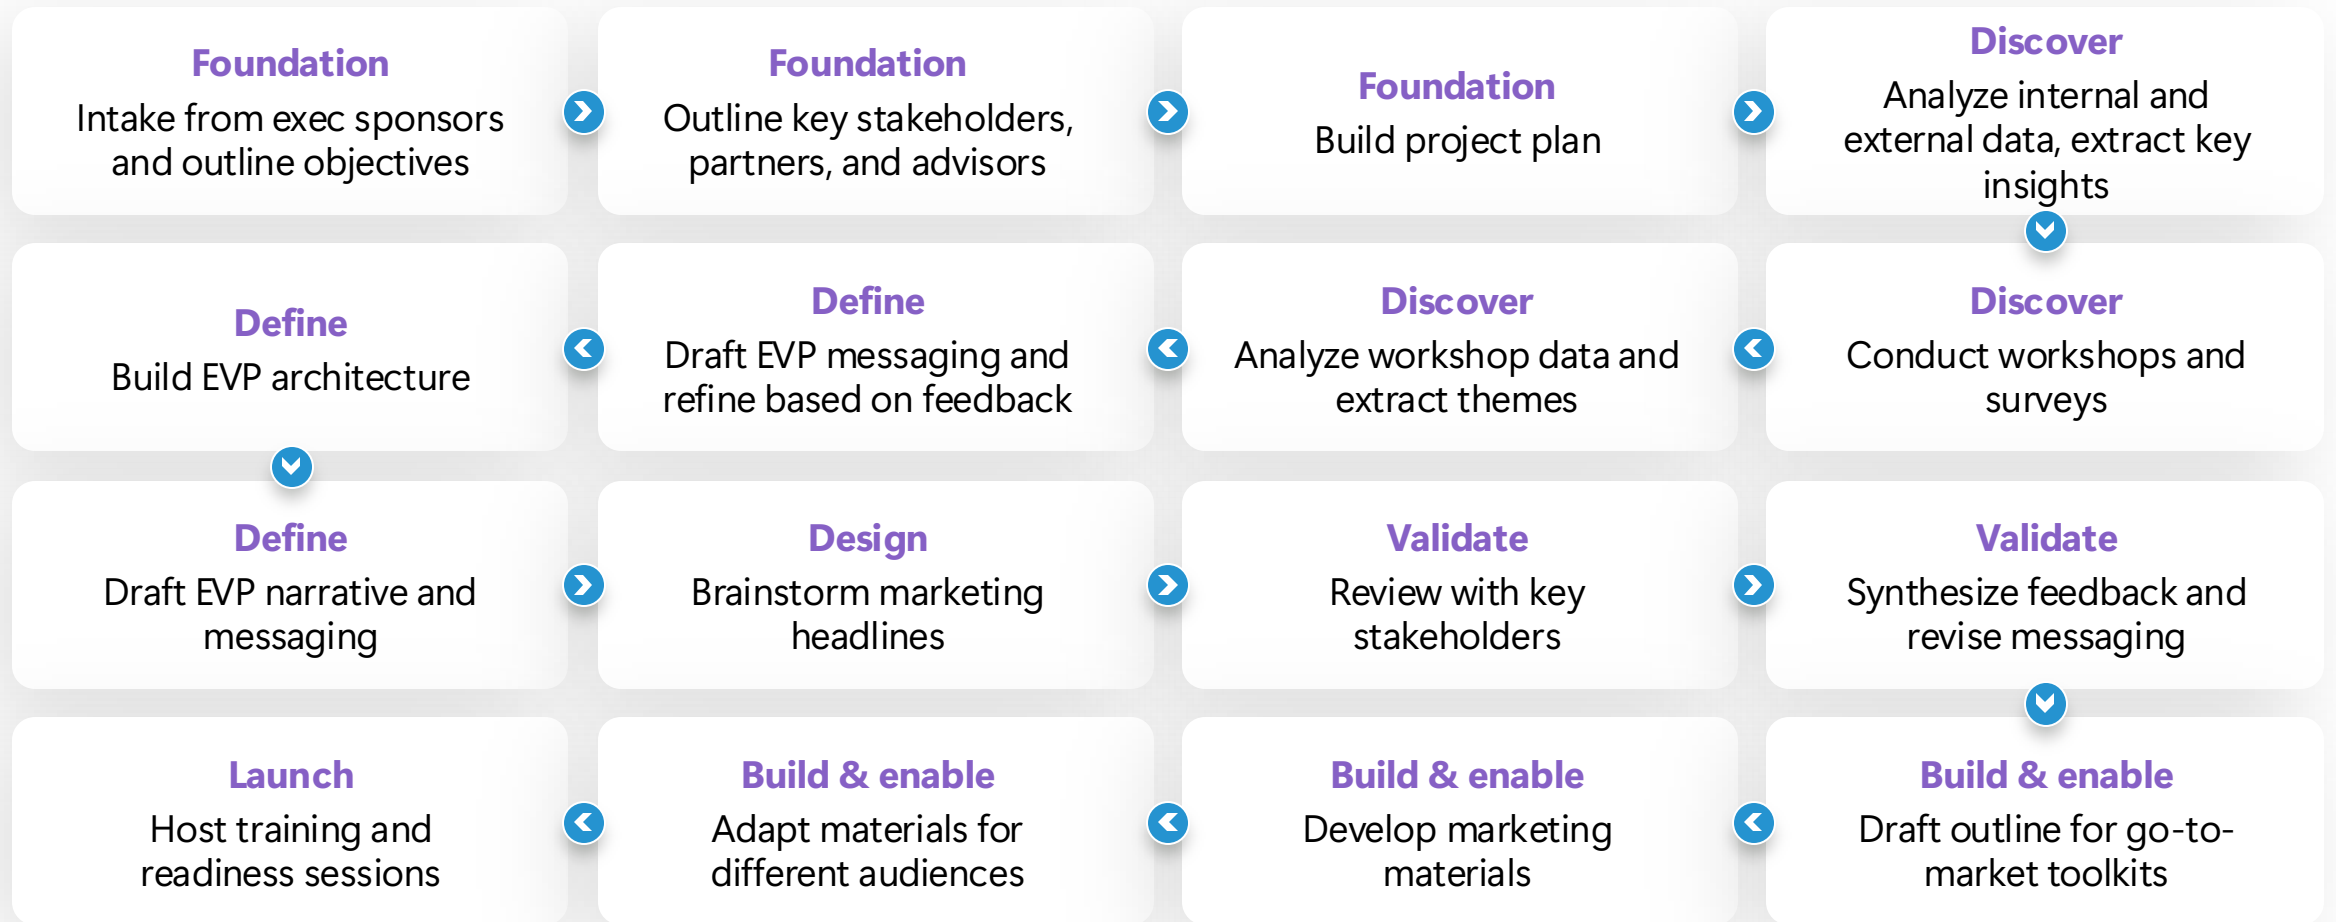 Foundation
Intake from exec sponsors
and outline objectives
Foundation
Outline key stakeholders,
partners, and advisors
Foundation
Build project plan
Discover
Analyze internal and
external data, extract key
insights
Discover
Conduct workshops and
surveys
Discover
Analyze workshop data and
extract themes
Define
Draft EVP messaging and
refine based on feedback
Define
Build EVP architecture
Define
Draft EVP narrative and
messaging
Design
Brainstorm marketing
headlines
Validate
Review with key
stakeholders
Validate
Synthesize feedback and
revise messaging
Build & enable
Draft outline for go-to-
market toolkits
Build & enable
Develop marketing
materials
Build & enable
Adapt materials for
different audiences
Launch
Host training and
readiness sessions